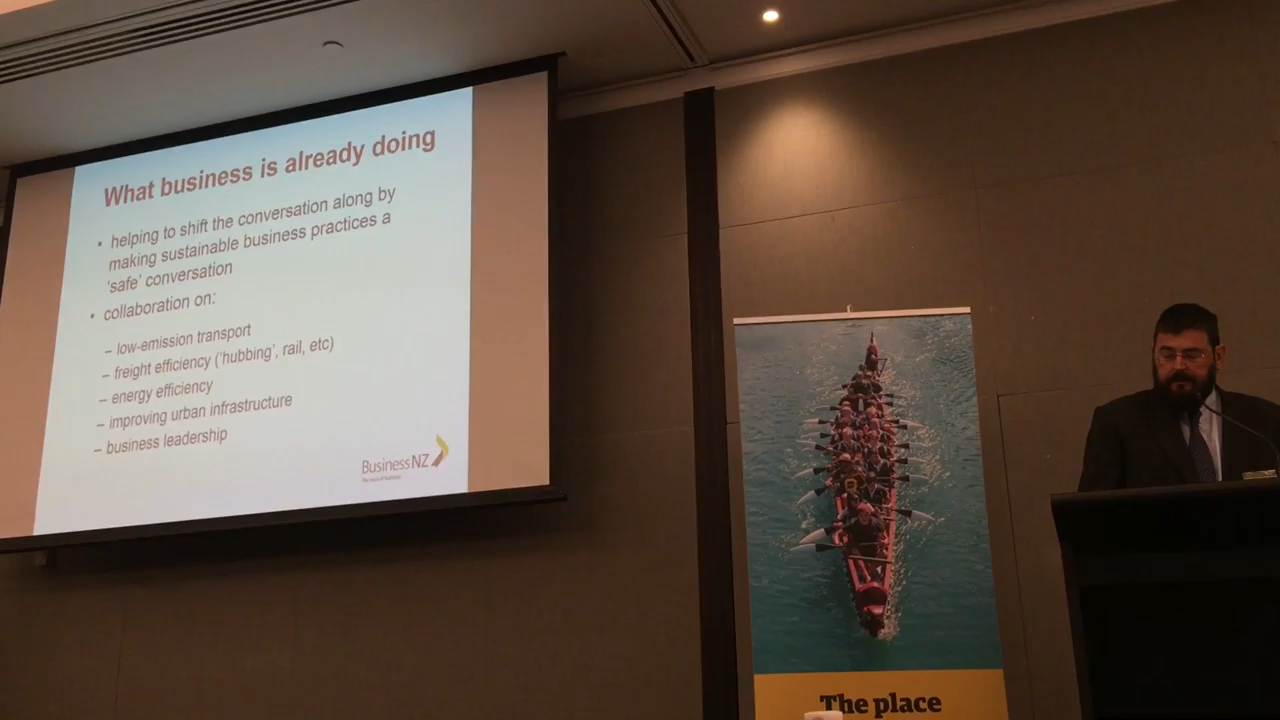 What business is already doing
• helping to shift the conversation along by
making sustainable business practices a
'safe' conversation
• collaboration on:
– low-emission transport
– freight efficiency ('hubbing', rail, etc)
– energy efficiency
– improving urban infrastructure
– business leadership
BusinessNZ
The place